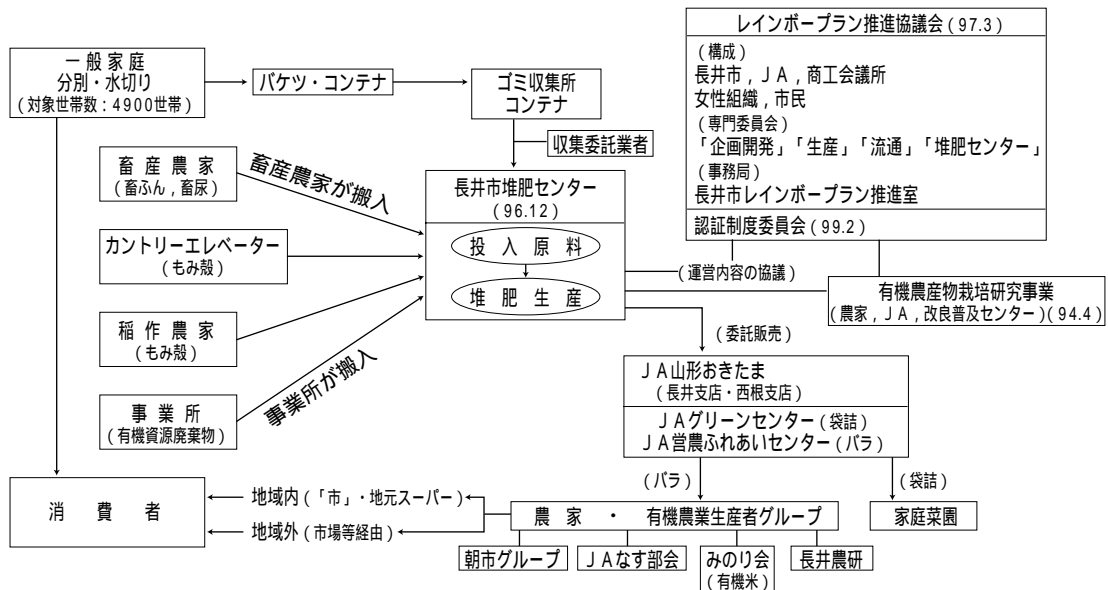 レインボープラン推進協議会(97.3)
(構成)
長井市,JA,商工会議所
女性組織,市民
(専門委員会)
「企画開発」「生産」「流通」「堆肥センター」
(事務局)
長井市レインボープラン推進室
認証制度委員会(99.2)
一般家庭
分別・水切り
(対象世帯数:4900世帯)
バケツ・コンテナ
ゴミ収集所
コンテナ
収集委託業者
畜産農家
(畜ふん,畜尿)
畜産農家が搬入
長井市堆肥センター
(96.12)
投入原料
堆肥生産
カントリーエレベーター
(もみ殻)
稲作農家
(もみ殻)
事業所
(有機資源廃棄物)
事業所が搬入
(運営内容の協議)
有機農産物栽培研究事業
(農家,JA,改良普及センター)(94.4)
(委託販売)
JA山形おきたま
(長井支店・西根支店)
JAグリーンセンター(袋詰)
JA営農ふれあいセンター(バラ)
(バラ)
(袋詰)
消費者
地域内(「市」・地元スーパー)
地域外(市場等経由)
農家・有機農業生産者グループ
家庭菜園
朝市グループ
JAなす部会
みのり会
(有機米)
長井農研